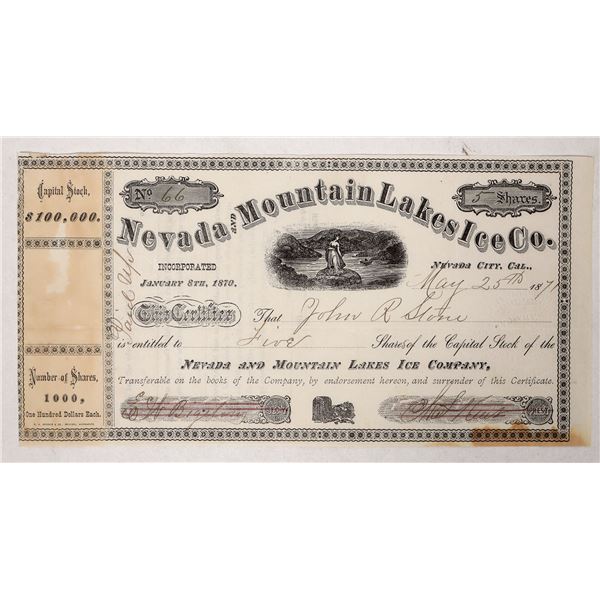 Capital Stock,
$100,000.
Number of Shares,
1000,
One Hundred Dollars Each.
No 66
5 Shares.
Nevada AND Mountain Lakes Ice Co.
INCORPORATED
JANUARY 8TH, 1870.
NEVADA CITY, CAL.,
May 25th 187
This Certifies That John R Stone
is entitled to Five Shares of the Capital Stock of the
NEVADA AND MOUNTAIN LAKES ICE COMPANY,
Transferable on the books of the Company, by endorsement hereon, and surrender of this Certificate.
SEC'Y
PRES'T